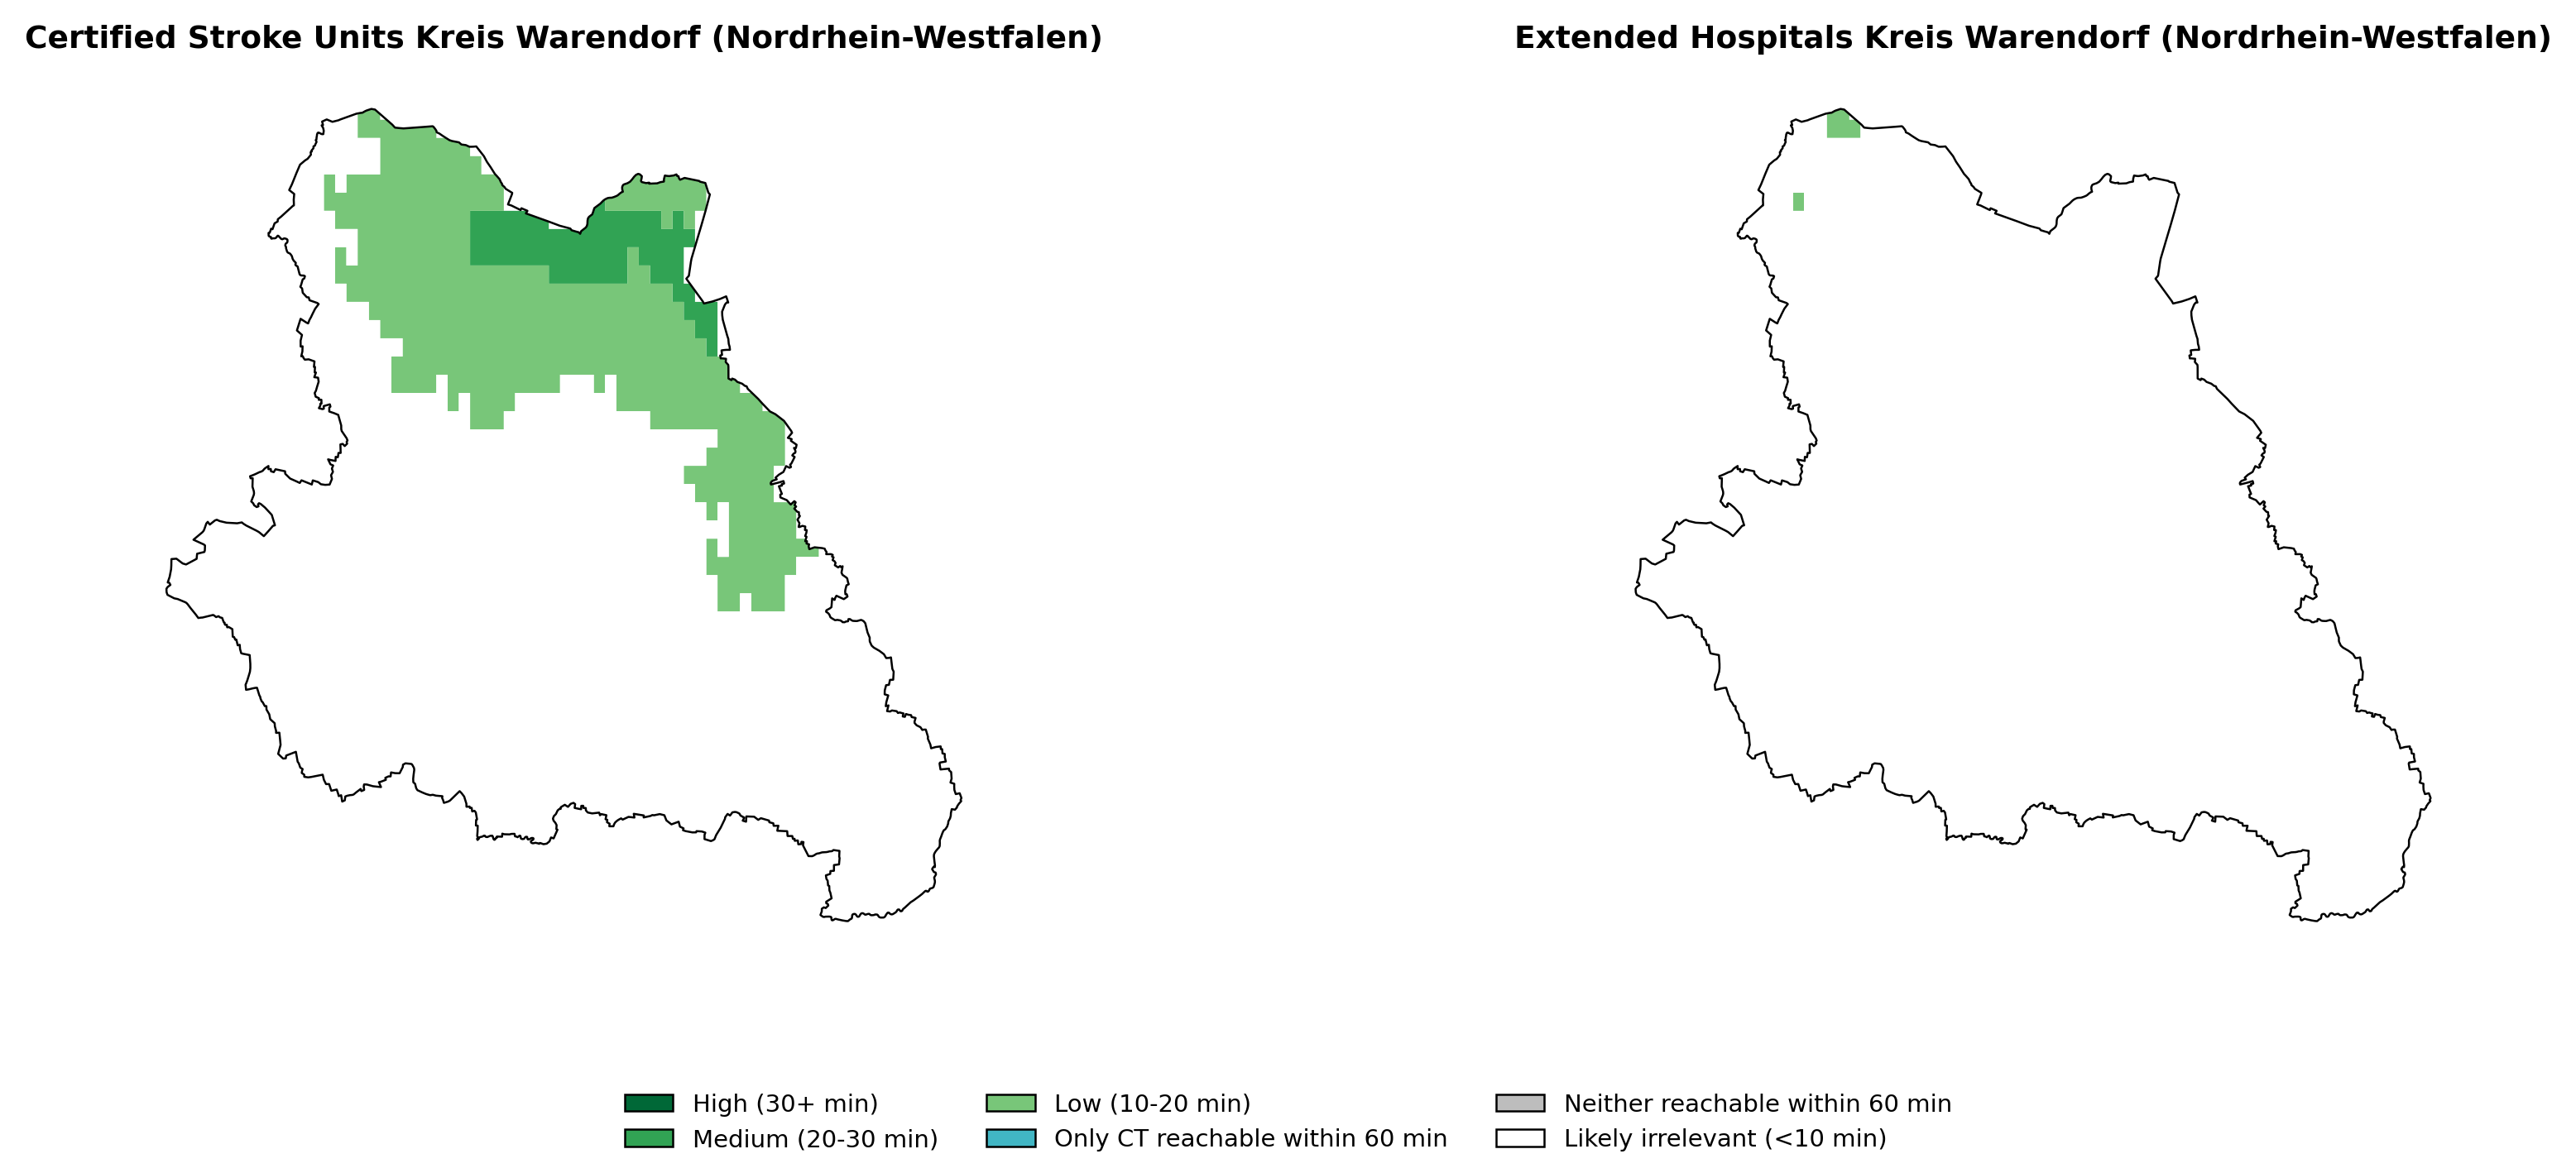 Certified Stroke Units Kreis Warendorf (Nordrhein-Westfalen)
Extended Hospitals Kreis Warendorf (Nordrhein-Westfalen)
High (30+ min)
Medium (20-30 min)
Low (10-20 min)
Only CT reachable within 60 min
Neither reachable within 60 min
Likely irrelevant (<10 min)